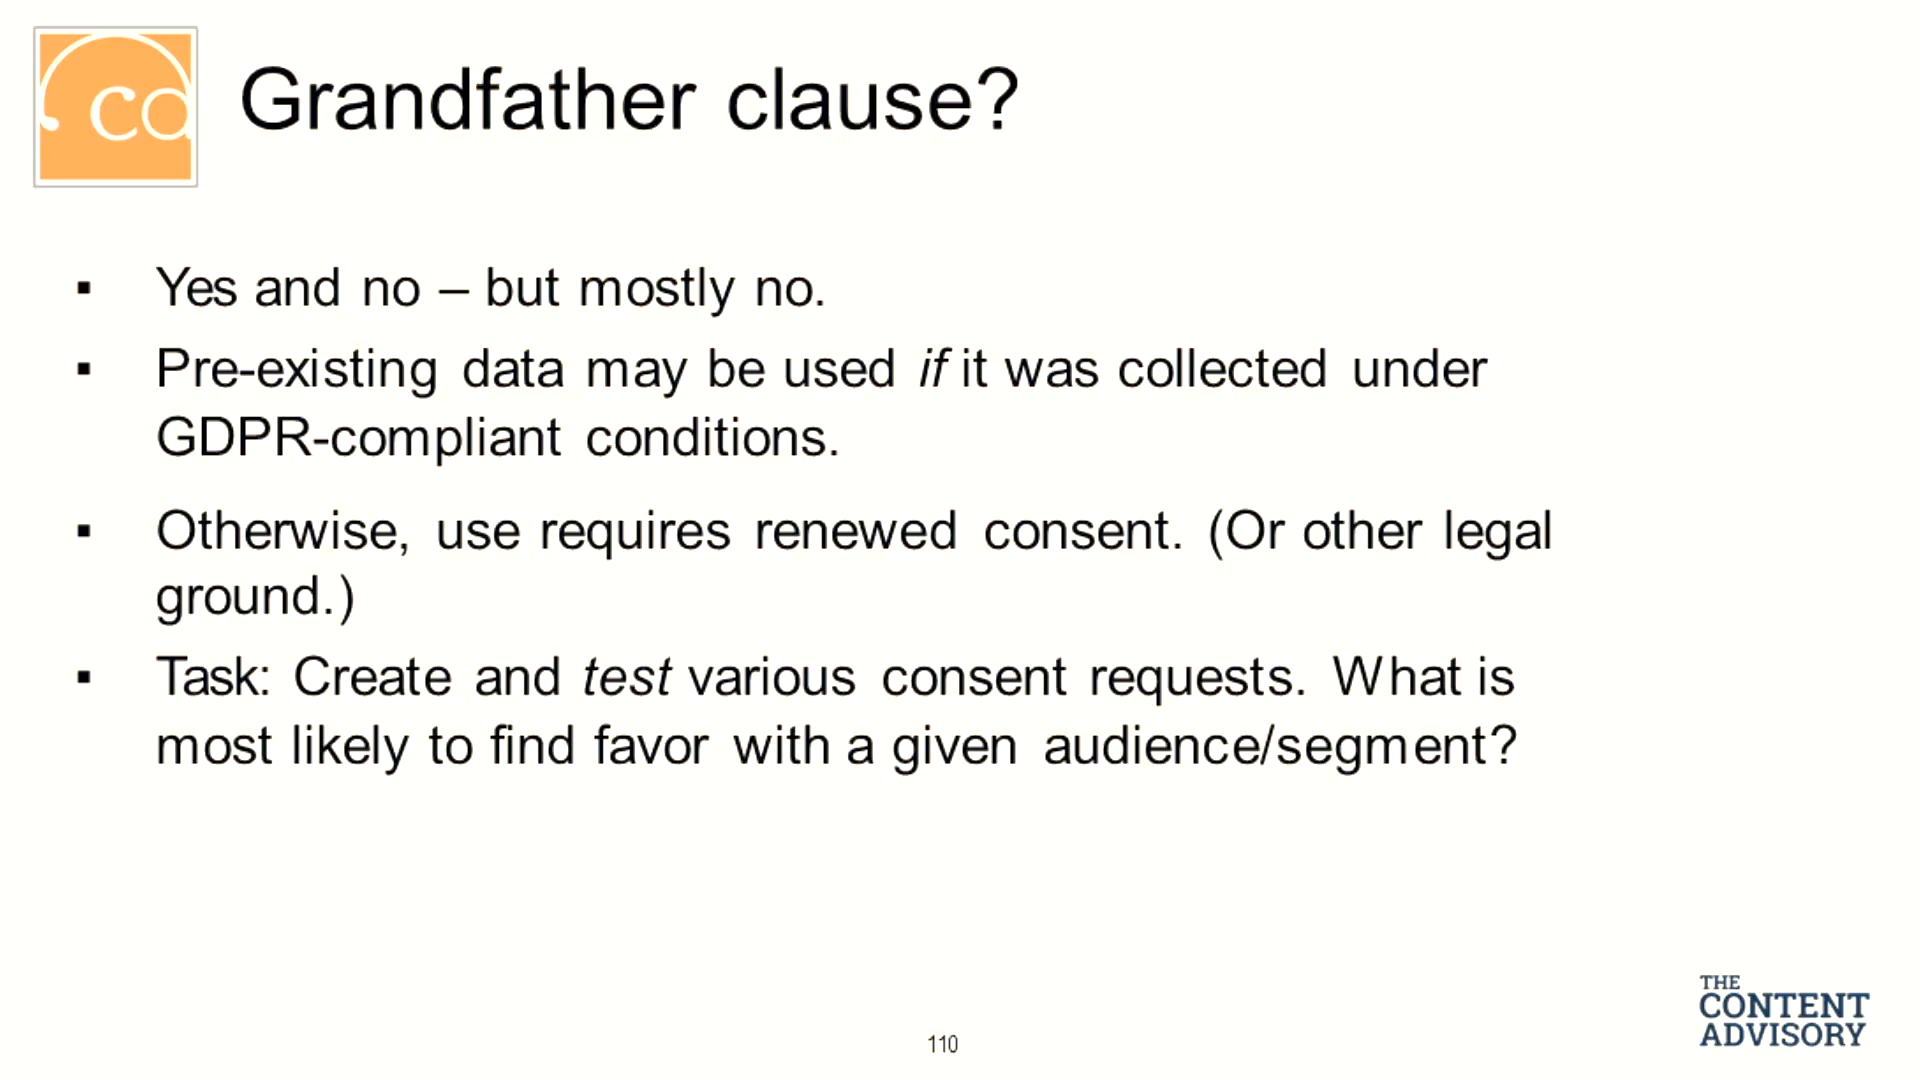 ca
Grandfather clause?
▪ Yes and no – but mostly no.
▪ Pre-existing data may be used if it was collected under
GDPR-compliant conditions.
▪ Otherwise, use requires renewed consent. (Or other legal
ground.)
▪ Task: Create and test various consent requests. What is
most likely to find favor with a given audience/segment?
110
THE
CONTENT
ADVISORY